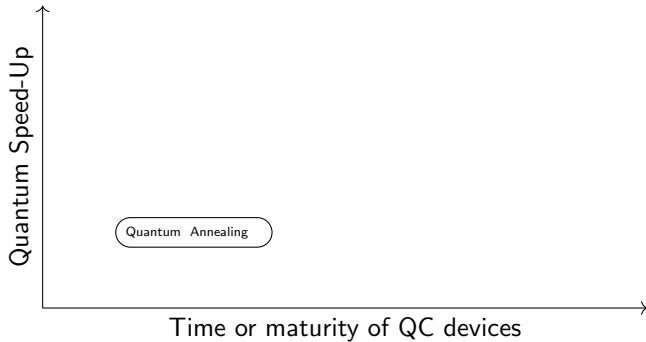 Quantum Speed-Up
Quantum Annealing
Time or maturity of QC devices